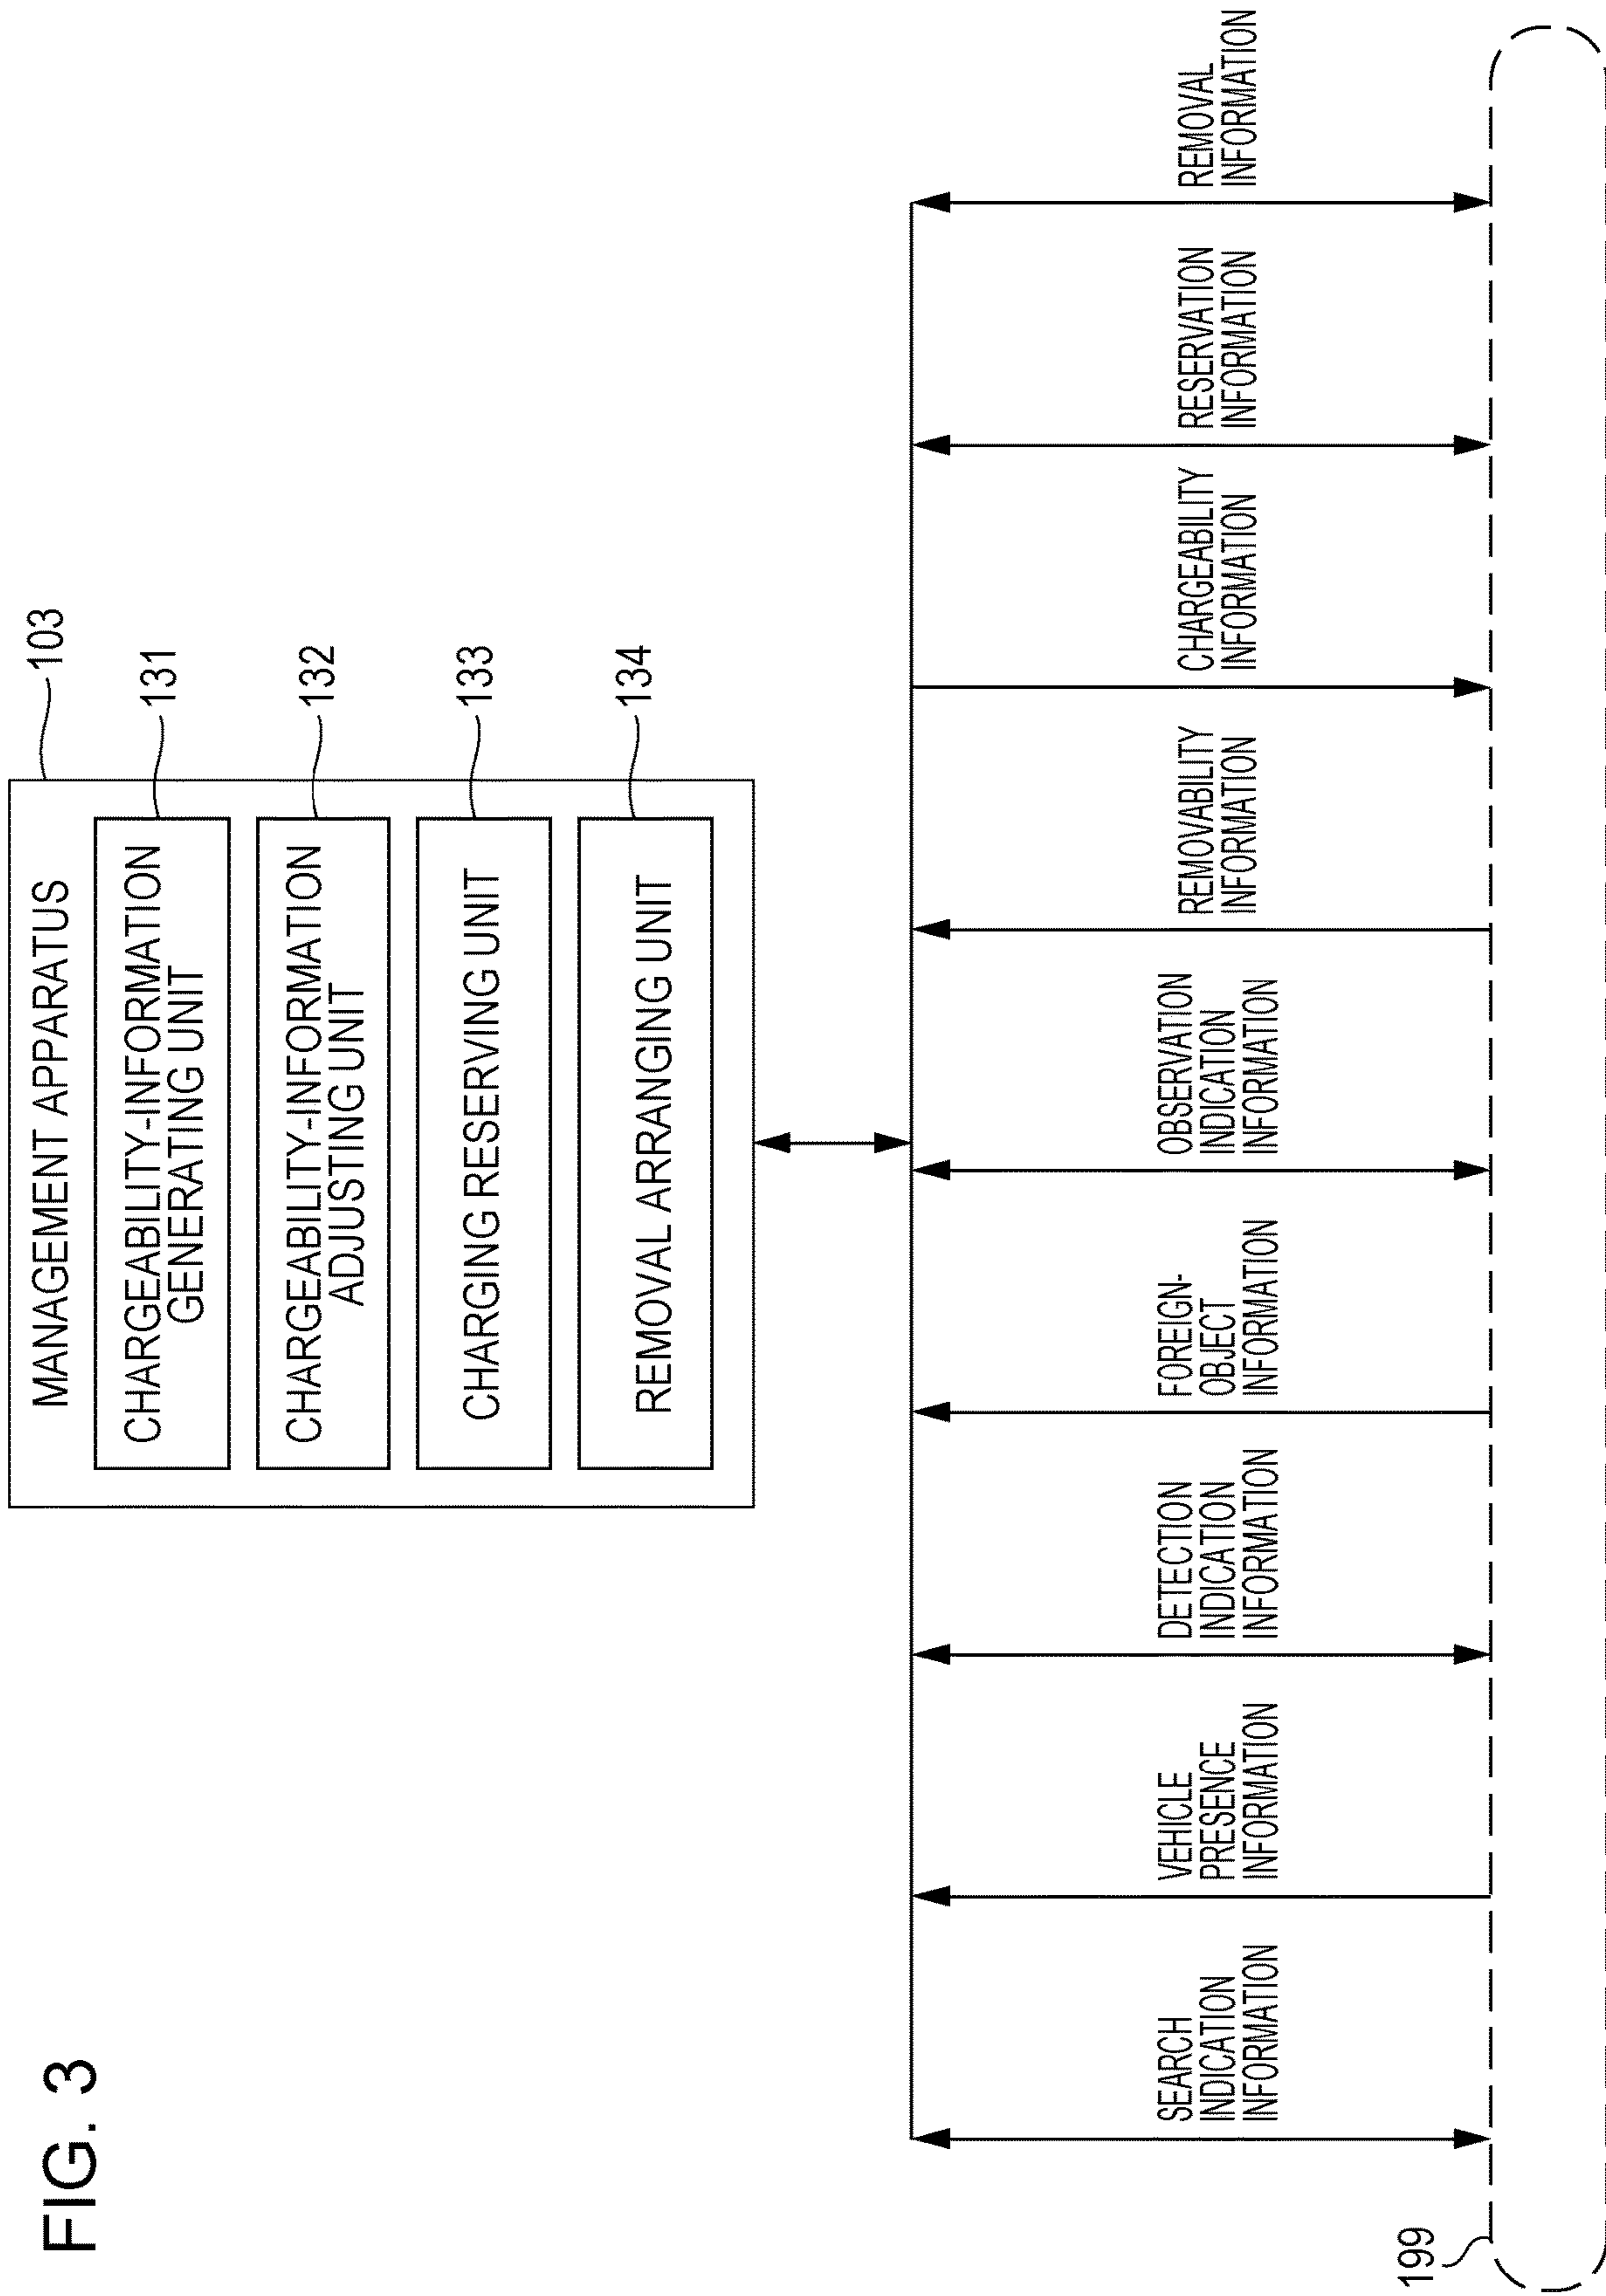 FIG. 3
103
MANAGEMENT APPARATUS
131
CHARGEABILITY-INFORMATION
GENERATING UNIT
132
CHARGEABILITY-INFORMATION
ADJUSTING UNIT
133
CHARGING RESERVING UNIT
134
REMOVAL ARRANGING UNIT
SEARCH
INDICATION
INFORMATION
VEHICLE
PRESENCE
INFORMATION
DETECTION
INDICATION
INFORMATION
FOREIGN-
OBJECT
INFORMATION
OBSERVATION
INDICATION
INFORMATION
REMOVABILITY
INFORMATION
CHARGEABILITY
INFORMATION
RESERVATION
INFORMATION
REMOVAL
INFORMATION
199